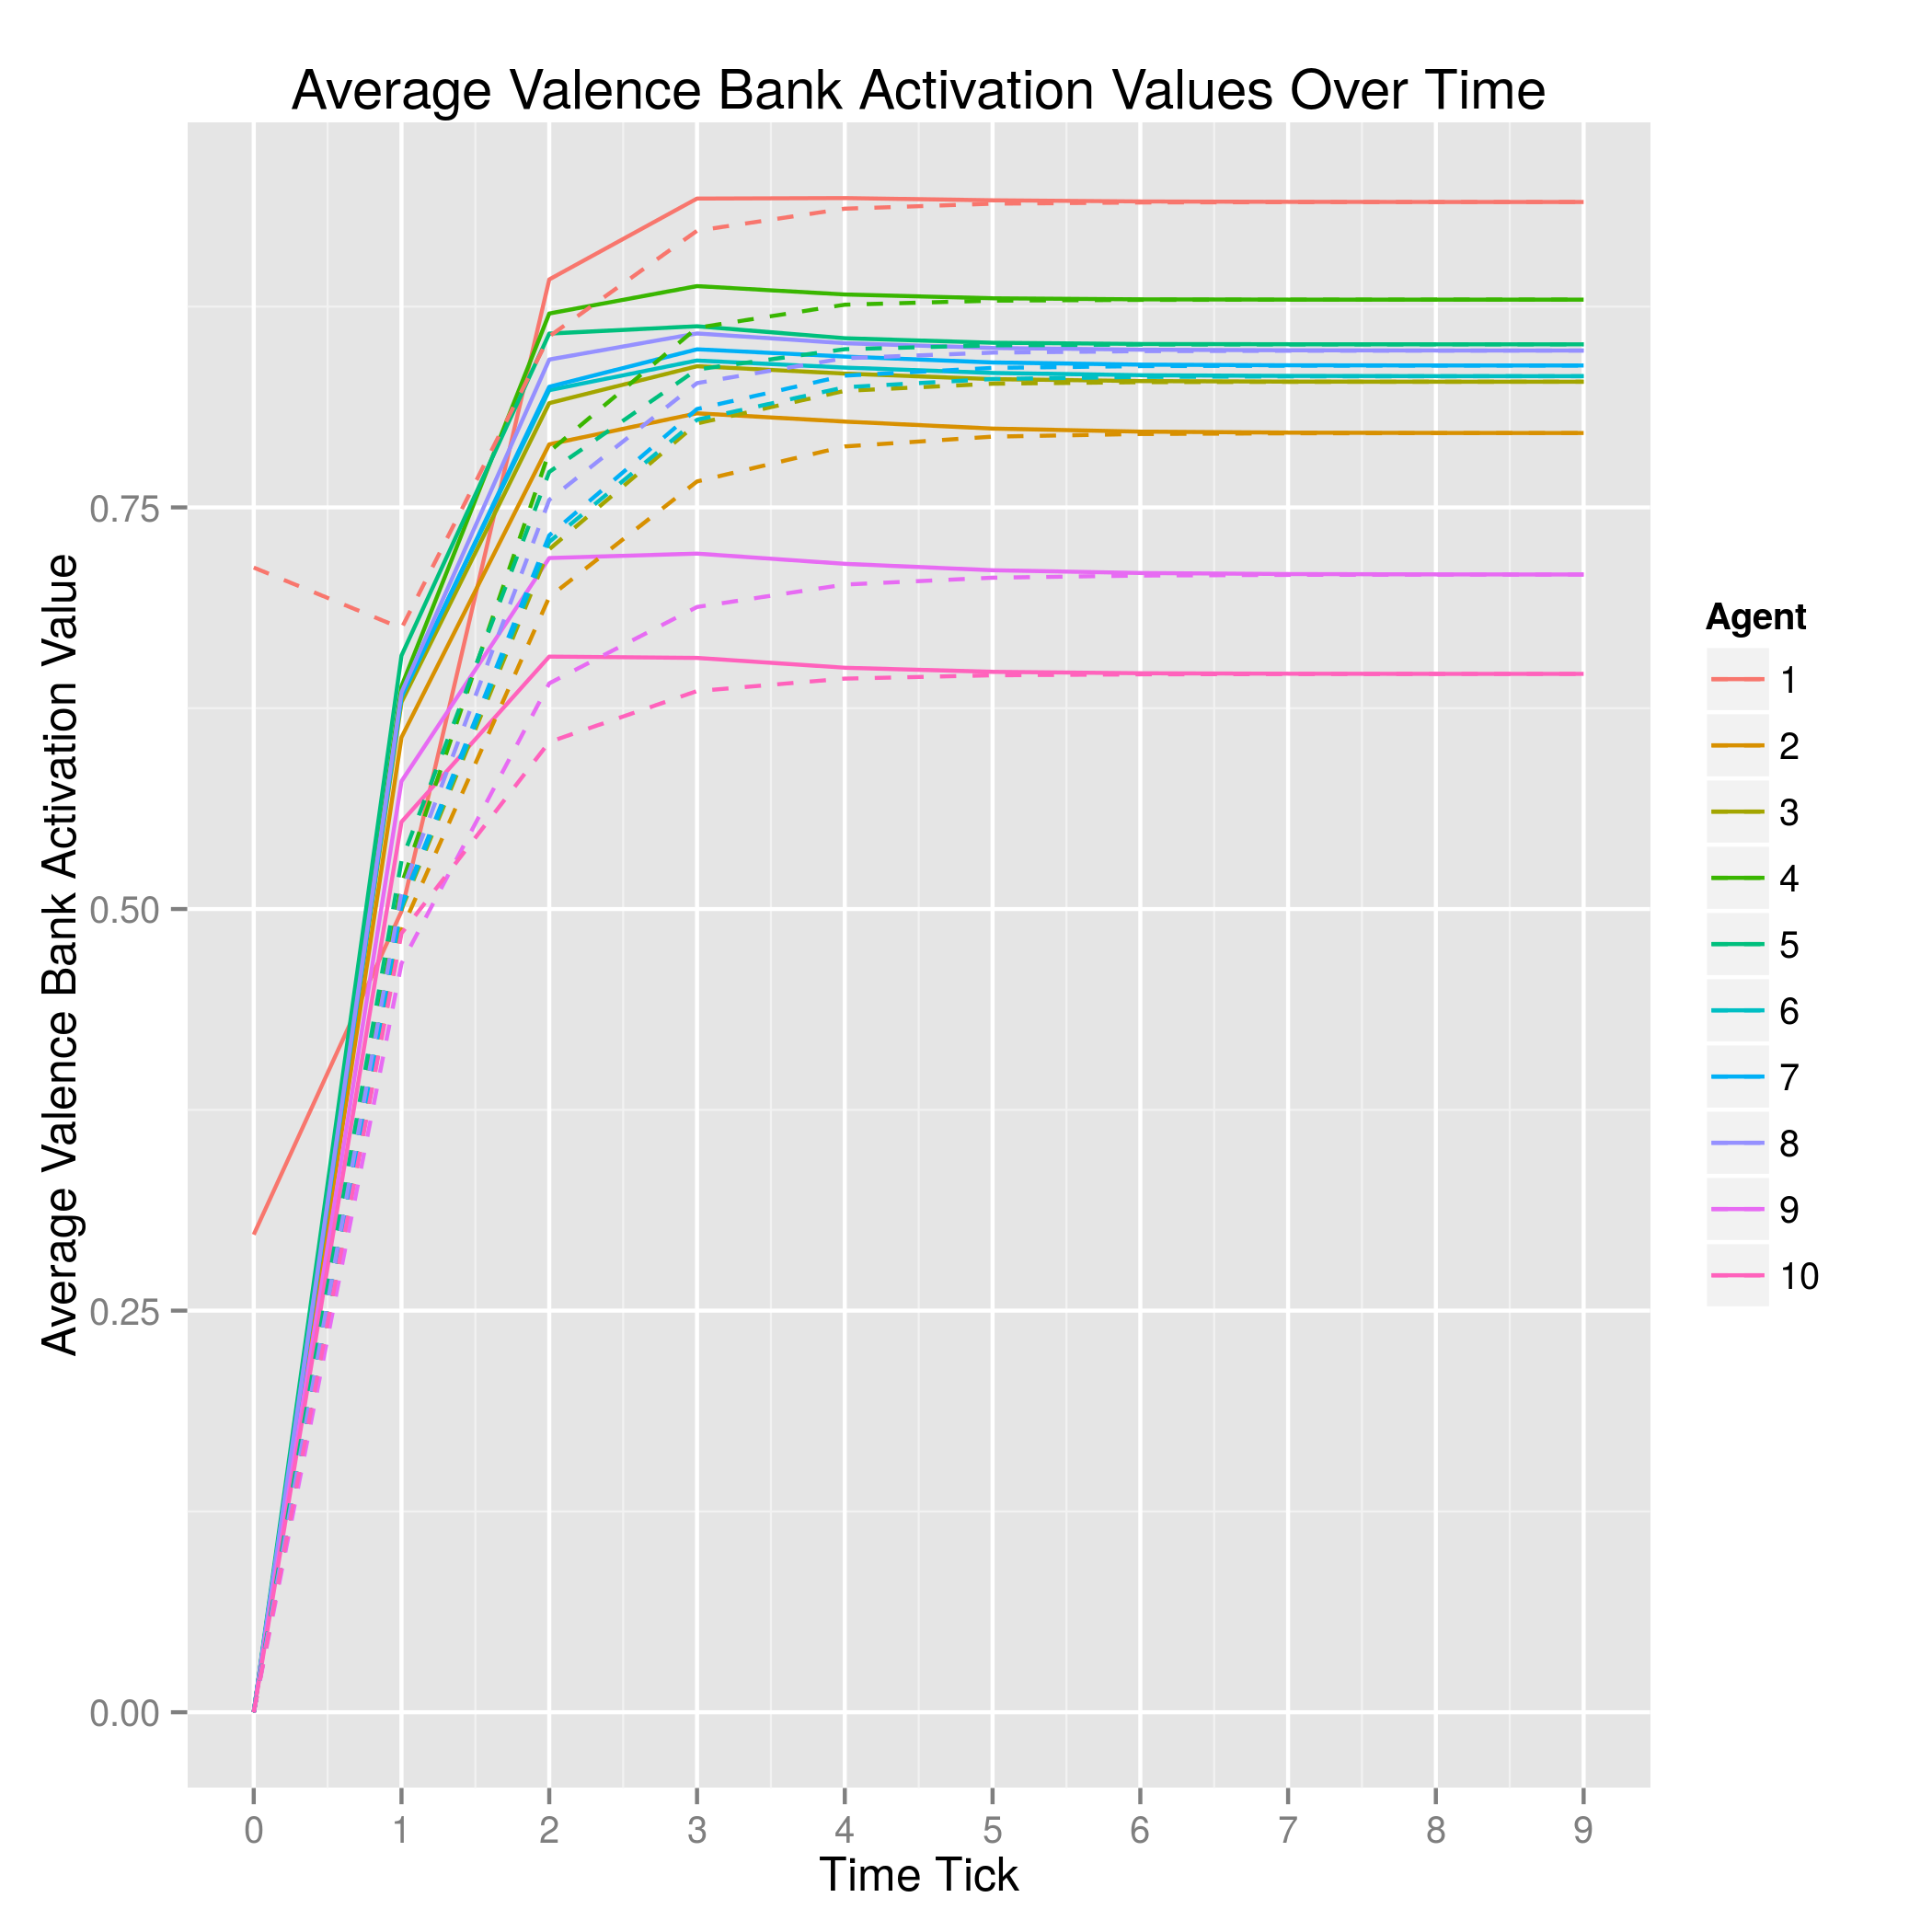 Average Valence Bank Activation Values Over Time
Average Valence Bank Activation Value
0.75
0.50
0.25
0.00
0 1 2 3 4 5 6 7 8 9
Time Tick
Agent
1
2
3
4
5
6
7
8
9
10